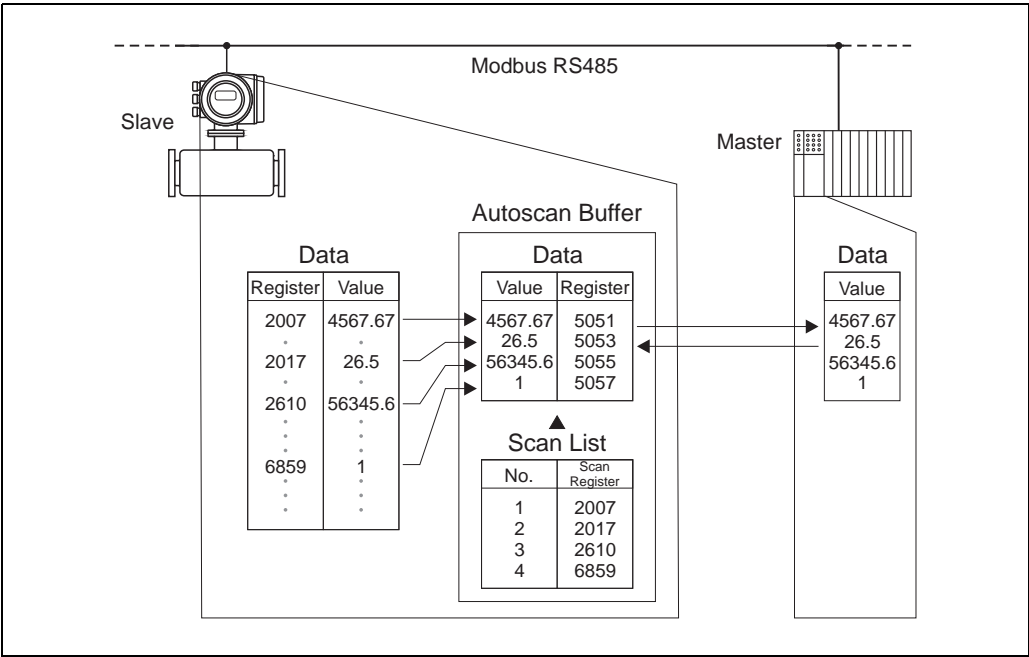 Modbus RS485
Slave
Master
Autoscan Buffer
Data
Register Value
2007 4567.67
2017 26.5
2610 56345.6
6859 1
Data
Value Register
4567.67 5051
26.5 5053
56345.6 5055
1 5057
Scan List
No. Scan Register
1 2007
2 2017
3 2610
4 6859
Data
Value
4567.67
26.5
56345.6
1